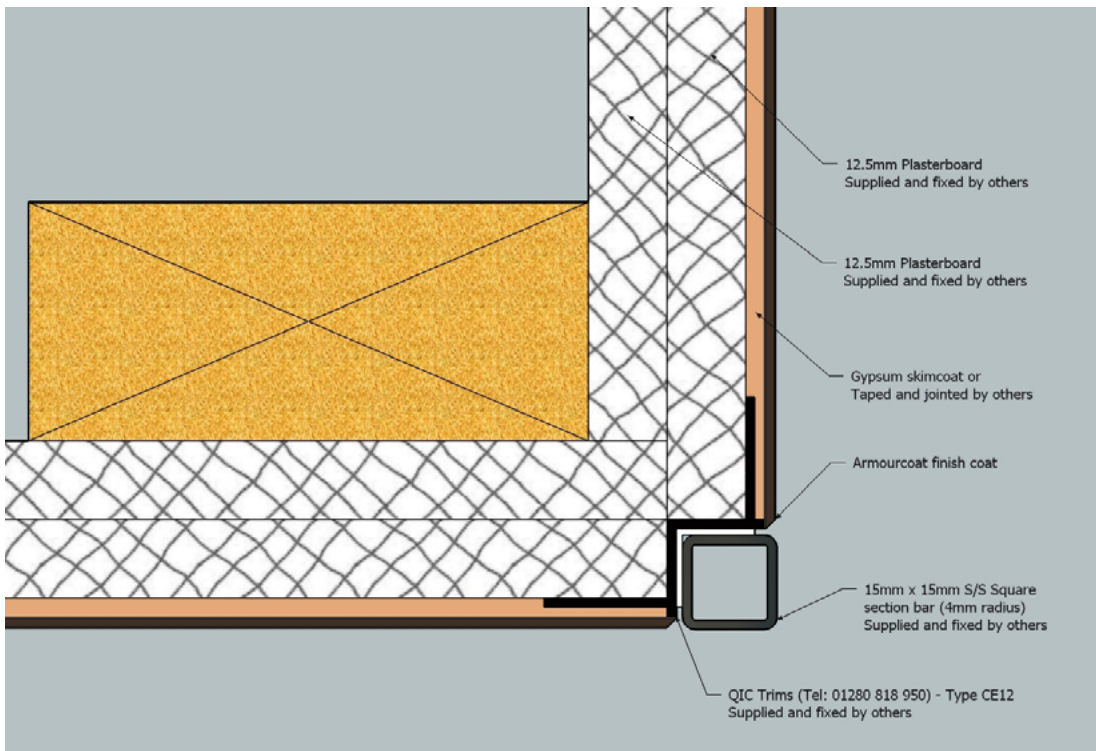 12.5mm Plasterboard
Supplied and fixed by others
12.5mm Plasterboard
Supplied and fixed by others
Gypsum skimcoat or
Taped and jointed by others
Armourcoat finish coat
15mm x 15mm S/S Square
section bar (4mm radius)
Supplied and fixed by others
QIC Trims (Tel: 01280 818 950) - Type CE12
Supplied and fixed by others